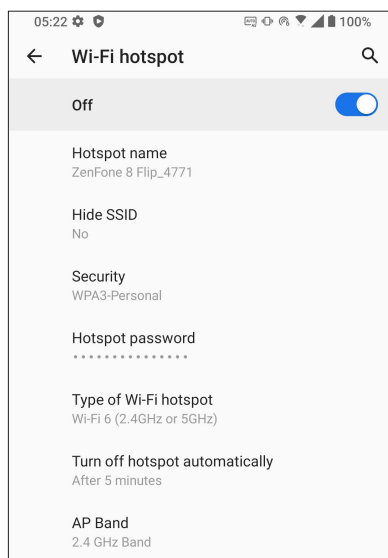 05:22 100%
Wi-Fi hotspot
Off
Hotspot name
ZenFone 8 Flip_4771
Hide SSID
No
Security
WPA3-Personal
Hotspot password
•••••••••••••••
Type of Wi-Fi hotspot
Wi-Fi 6 (2.4GHz or 5GHz)
Turn off hotspot automatically
After 5 minutes
AP Band
2.4 GHz Band